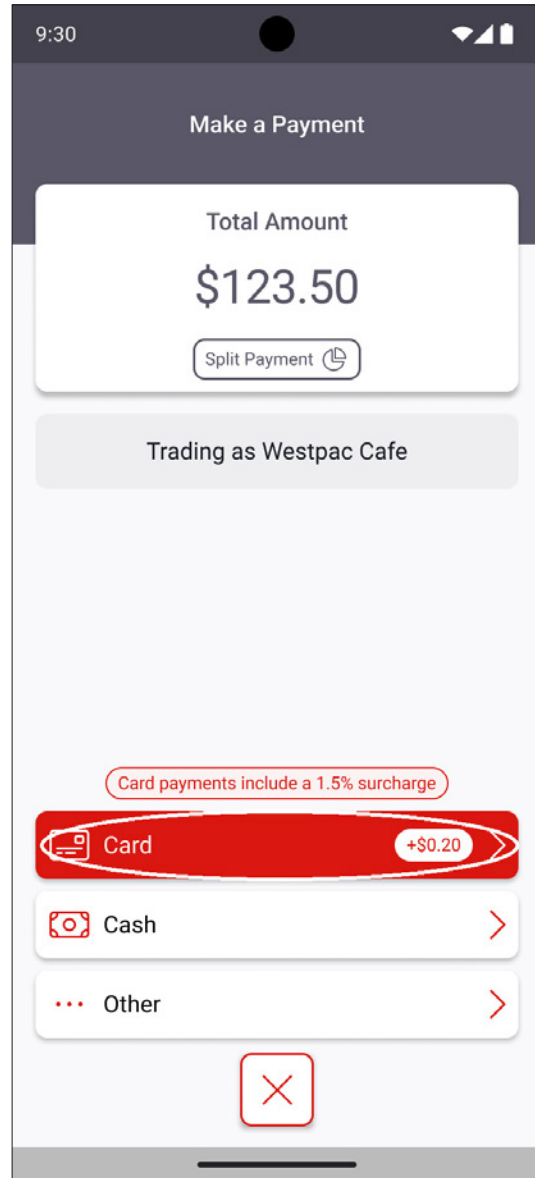 9:30
Make a Payment
Total Amount
$123.50
Split Payment
Trading as Westpac Cafe
Card payments include a 1.5% surcharge
Card +$0.20
Cash
Other